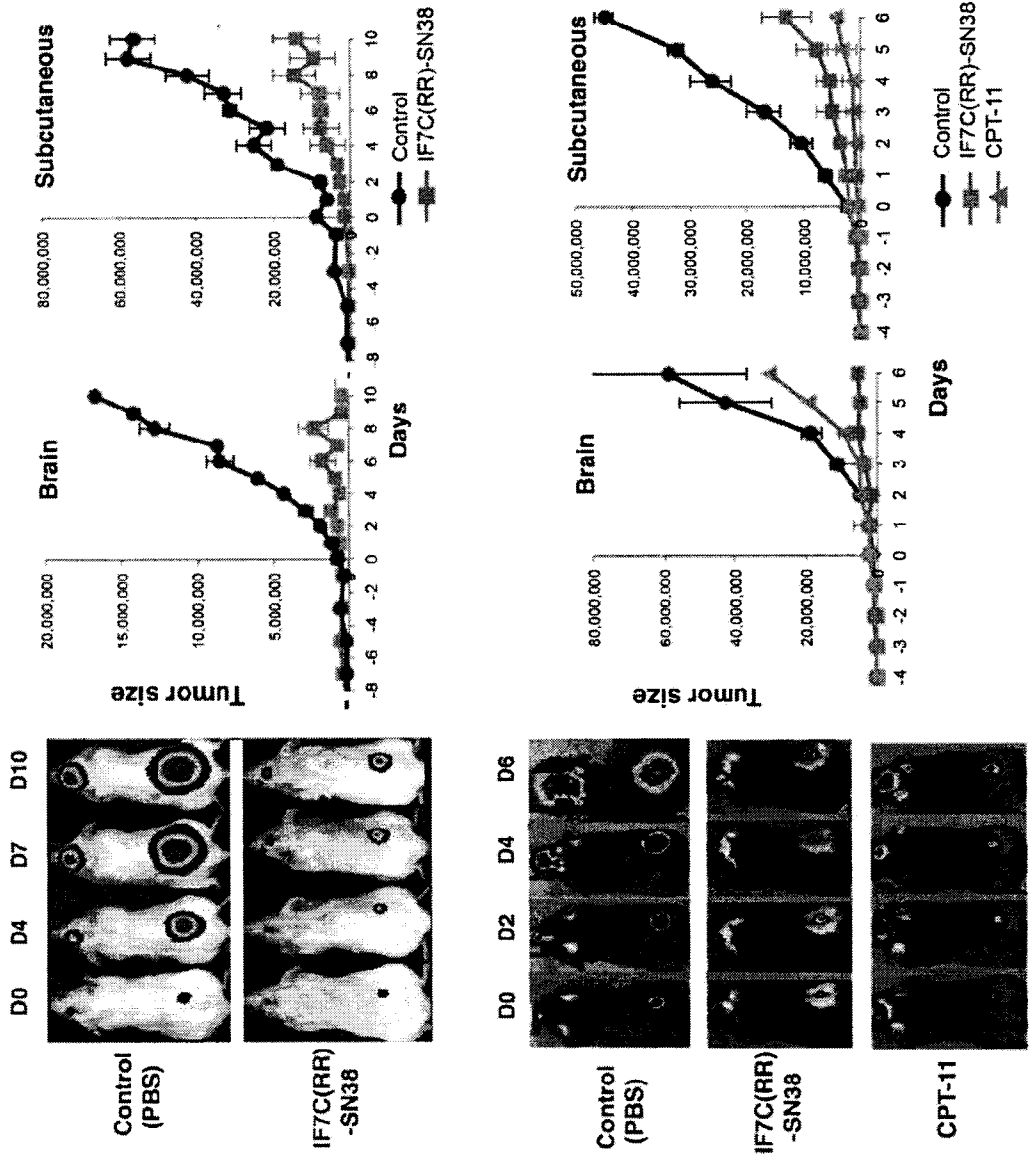 D0 D4 D7 D10
Control
(PBS)
IF7C(RR)
-SN38
Brain
Tumor size
20,000,000
15,000,000
10,000,000
5,000,000
0
-8 -6 -4 -2 0 2 4 6 8 10
Days
Subcutaneous
80,000,000
60,000,000
40,000,000
20,000,000
0
-8 -6 -4 -2 0 2 4 6 8 10
Control
IF7C(RR)-SN38
D0 D2 D4 D6
Control
(PBS)
IF7C(RR)
-SN38
CPT-11
Brain
Tumor size
80,000,000
60,000,000
40,000,000
20,000,000
0
-4 -3 -2 -1 0 1 2 3 4 5 6
Days
Subcutaneous
50,000,000
40,000,000
30,000,000
20,000,000
10,000,000
0
-4 -3 -2 -1 0 1 2 3 4 5 6
Control
IF7C(RR)-SN38
CPT-11